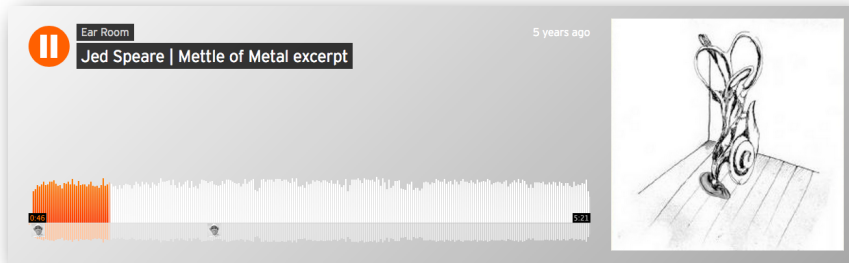 Ear Room
5 years ago
Jed Speare | Mettle of Metal excerpt
0:46
5:21